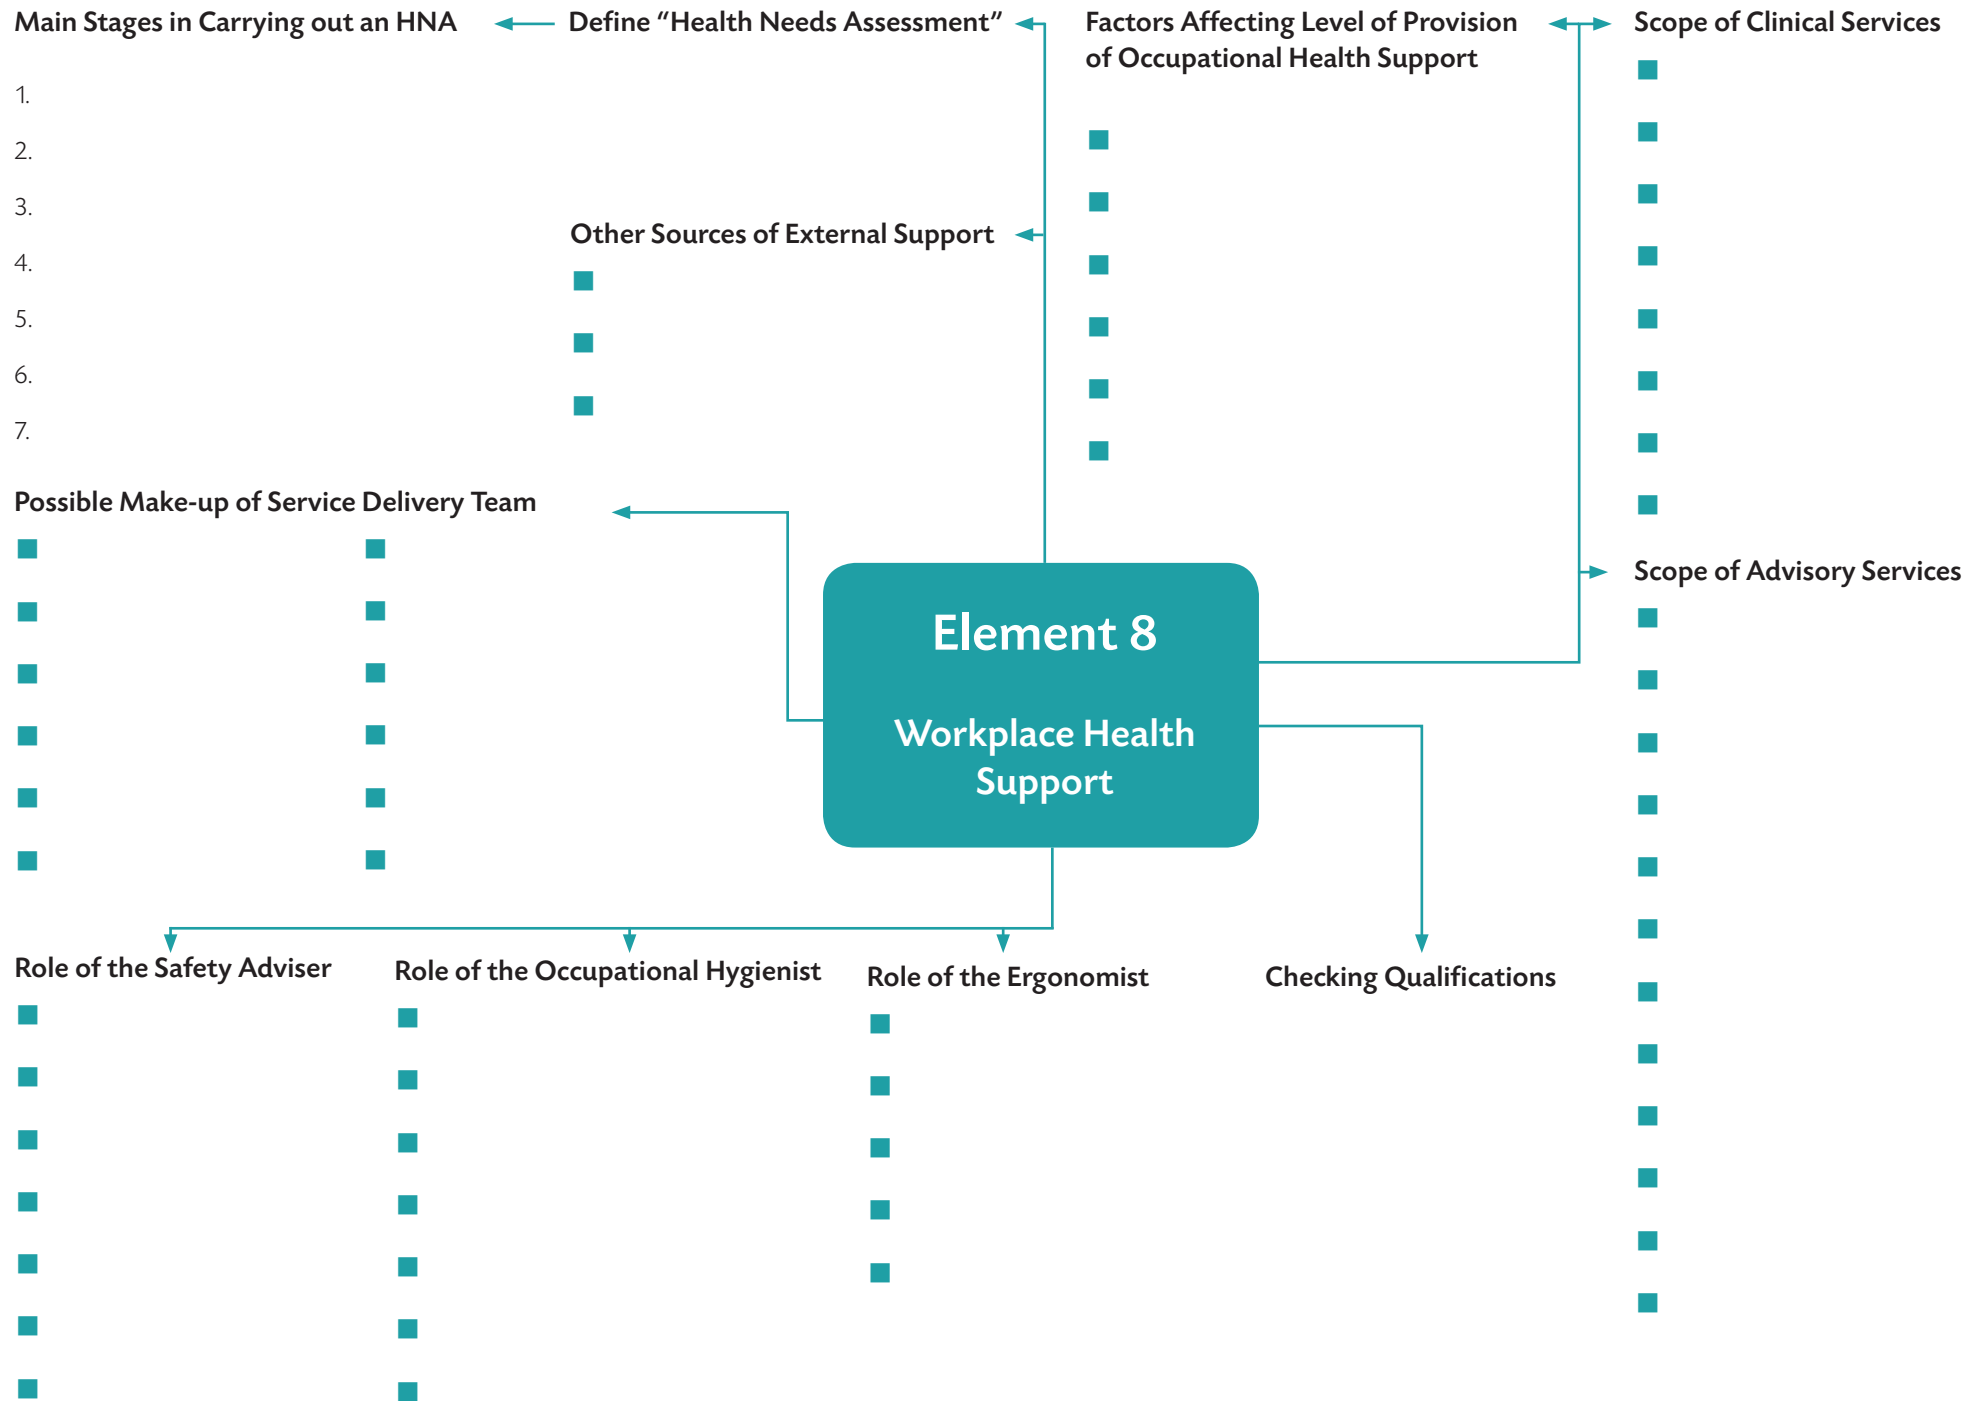 Main Stages in Carrying out an HNA
1.
2.
3.
4.
5.
6.
7.
Define “Health Needs Assessment”
Other Sources of External Support
Factors Affecting Level of Provision
of Occupational Health Support
Scope of Clinical Services
Possible Make-up of Service Delivery Team
Element 8
Workplace Health
Support
Scope of Advisory Services
Role of the Safety Adviser
Role of the Occupational Hygienist
Role of the Ergonomist
Checking Qualifications